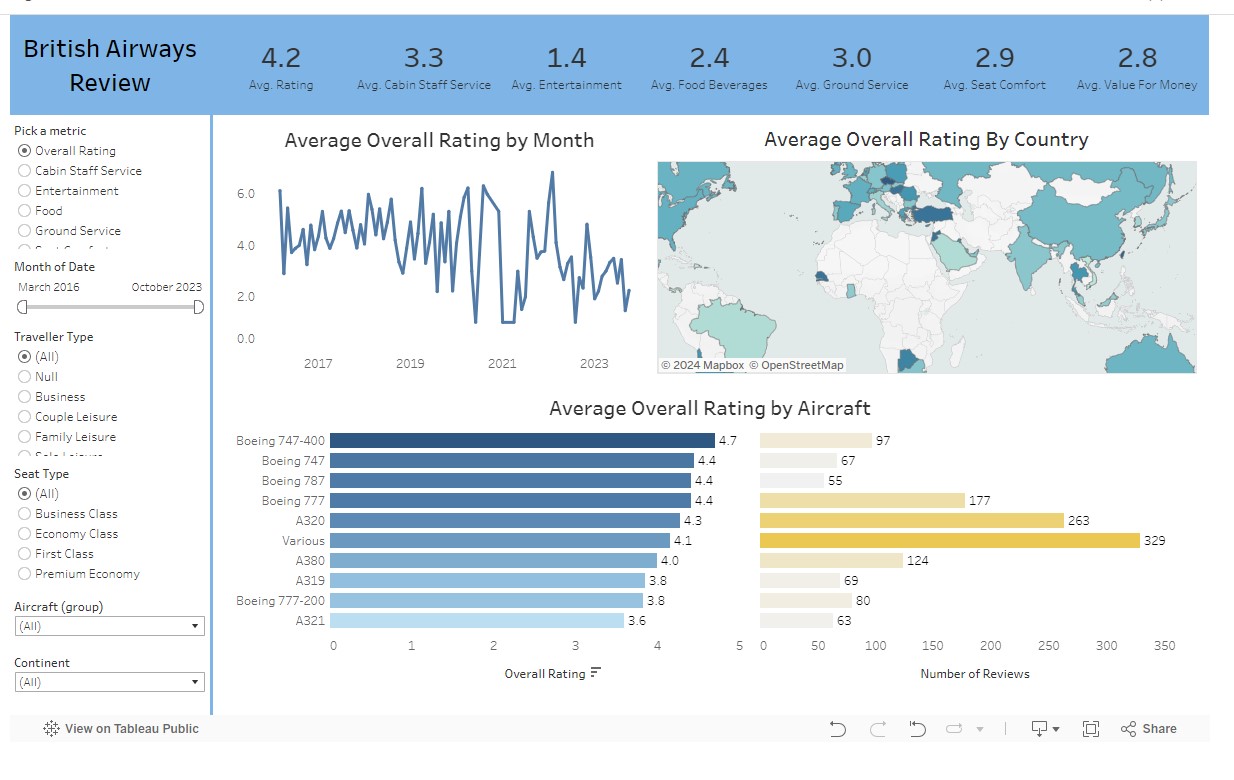 British Airways
Review
4.2
Avg. Rating
3.3
Avg. Cabin Staff Service
1.4
Avg. Entertainment
2.4
Avg. Food Beverages
3.0
Avg. Ground Service
2.9
Avg. Seat Comfort
2.8
Avg. Value For Money
Pick a metric
Overall Rating
Cabin Staff Service
Entertainment
Food
Ground Service
Month of Date
March 2016 October 2023
Traveller Type
(All)
Null
Business
Couple Leisure
Family Leisure
Seat Type
(All)
Business Class
Economy Class
First Class
Premium Economy
Aircraft (group)
(All)
Continent
(All)
Average Overall Rating by Month
6.0
4.0
2.0
0.0
2017 2019 2021 2023
Average Overall Rating By Country
© 2024 Mapbox © OpenStreetMap
Average Overall Rating by Aircraft
Boeing 747-400 4.7 97
Boeing 747 4.4 67
Boeing 787 4.4 55
Boeing 777 4.4 177
A320 4.3 263
Various 4.1 329
A380 4.0 124
A319 3.8 69
Boeing 777-200 3.8 80
A321 3.6 63
0 1 2 3 4 5 0 50 100 150 200 250 300 350
Overall Rating Number of Reviews
View on Tableau Public Share